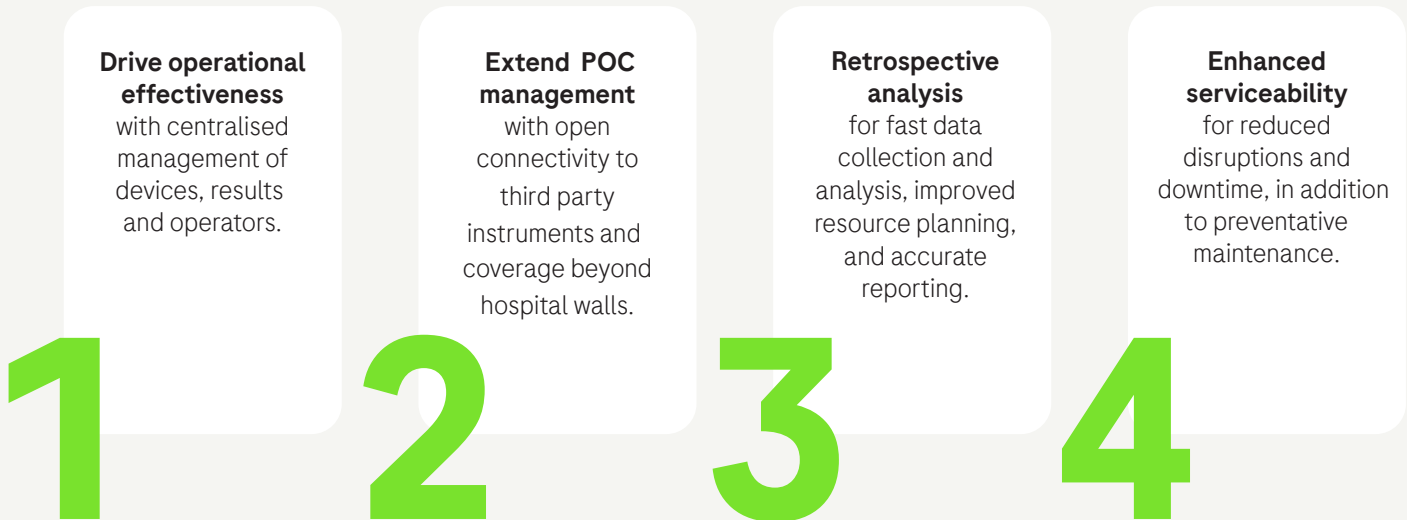 Drive operational
effectiveness
with centralised
management of
devices, results
and operators.
1
Extend POC
management
with open
connectivity to
third party
instruments and
coverage beyond
hospital walls.
2
Retrospective
analysis
for fast data
collection and
analysis, improved
resource planning,
and accurate
reporting.
3
Enhanced
serviceability
for reduced
disruptions and
downtime, in addition
to preventative
maintenance.
4